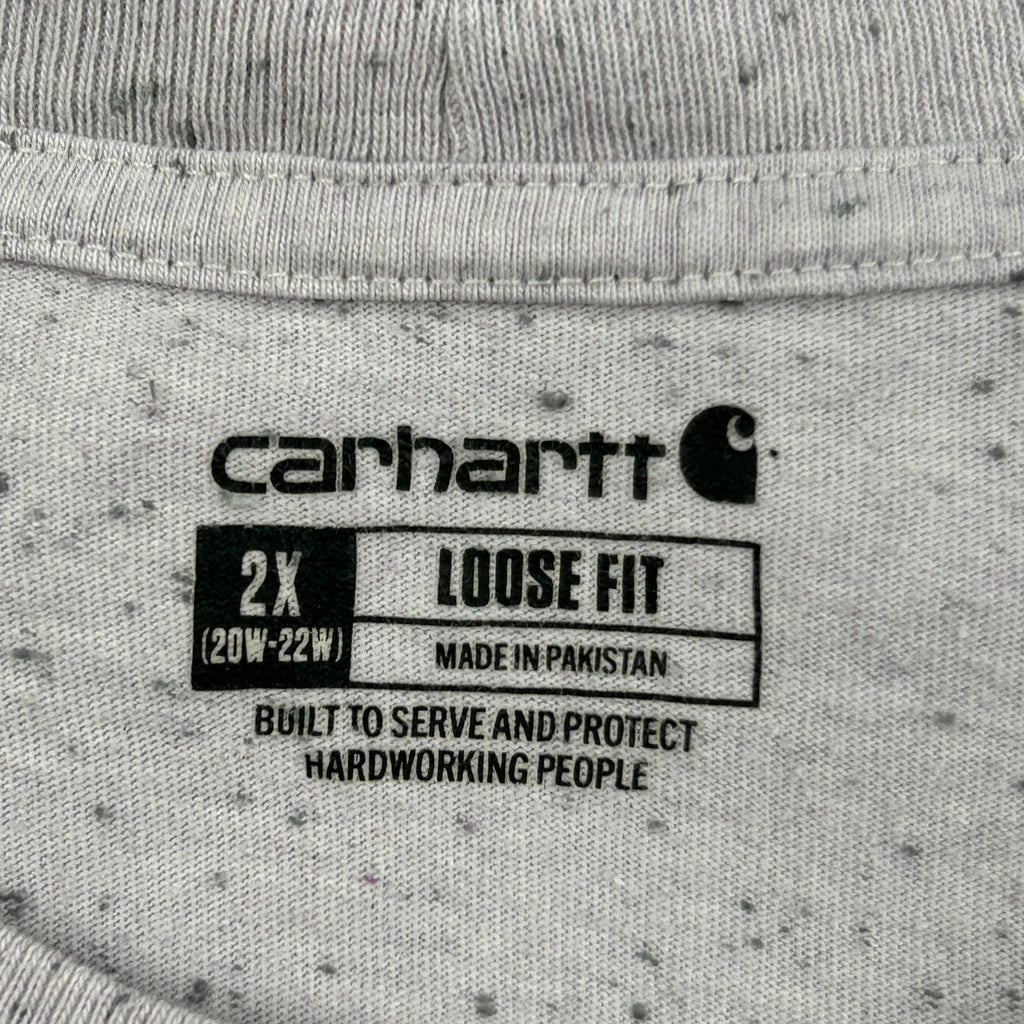 carhartt
2X
(20W-22W)
LOOSE FIT
MADE IN PAKISTAN
BUILT TO SERVE AND PROTECT
HARDWORKING PEOPLE